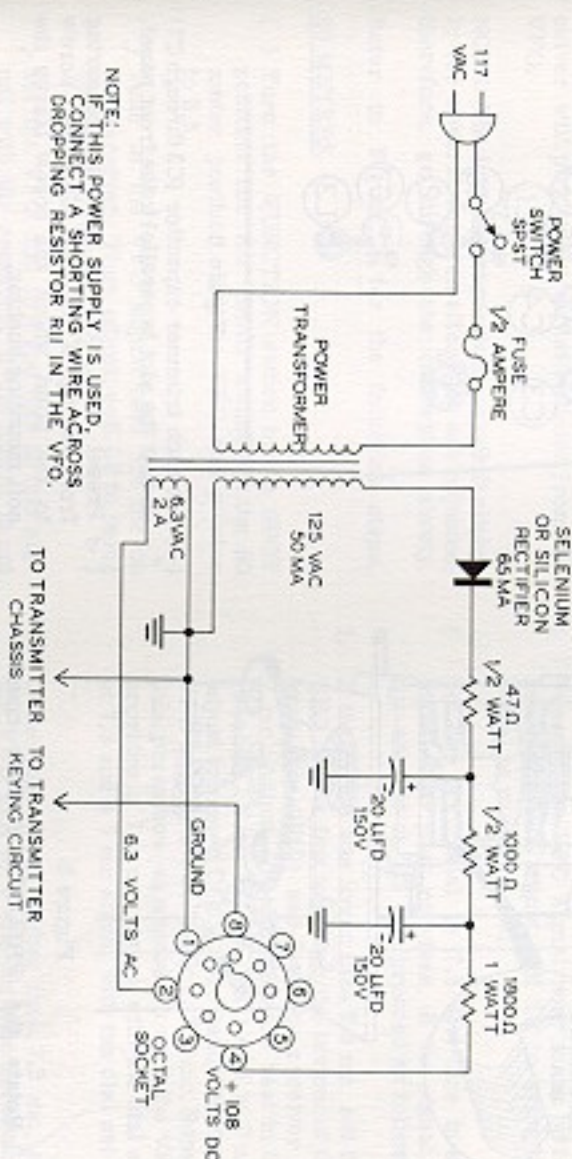 117
VAC
POWER
SWITCH
SPST
FUSE
1/2 AMPERE
POWER
TRANSFORMER
125 VAC
50 MA
6.3 VAC
2 A
SELENIUM
OR SILICON
RECTIFIER
65 MA
47 Ω
1/2 WATT
1000 Ω
1/2 WATT
1800 Ω
1 WATT
+
-
20 UFD
150V
+
-
20 UFD
150V
GROUND
6.3 VOLTS AC
8
7
6
5
4
3
2
1
+ 108
VOLTS DC
OCTAL
SOCKET
TO TRANSMITTER
CHASSIS
TO TRANSMITTER
KEYING CIRCUIT
NOTE:
IF THIS POWER SUPPLY IS USED,
CONNECT A SHORTING WIRE ACROSS
DROPPING RESISTOR R11 IN THE VFO.